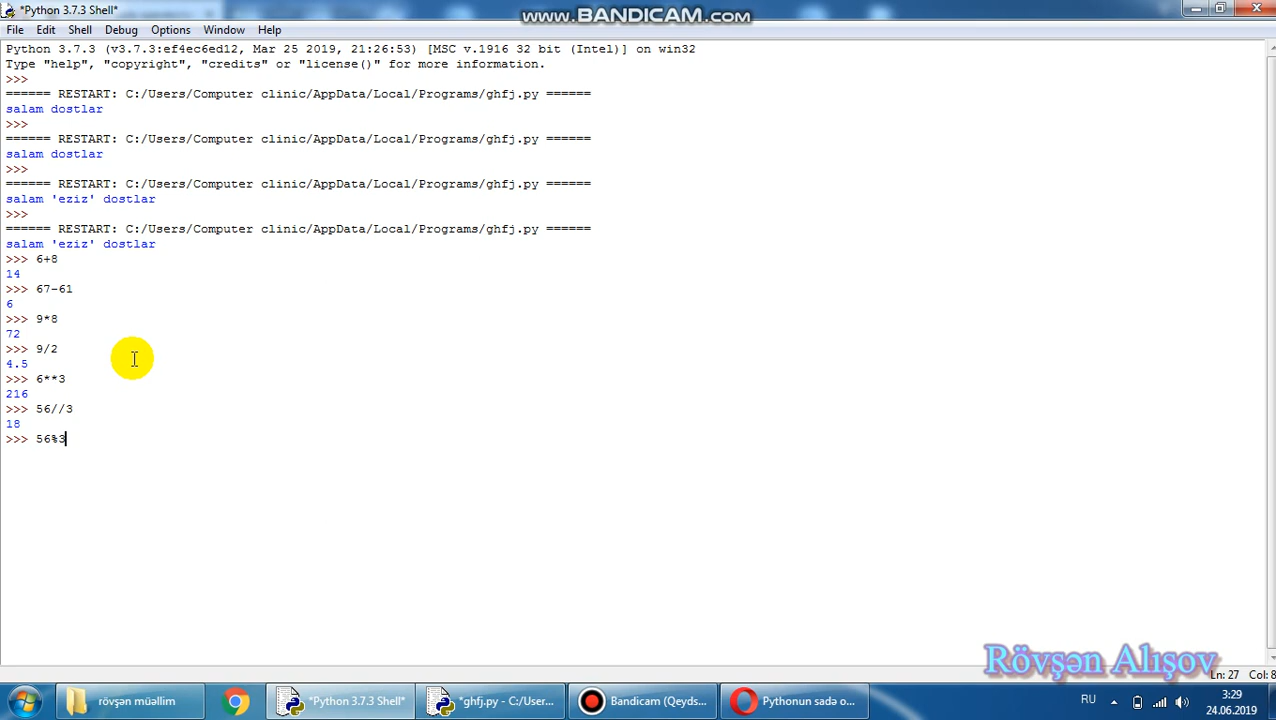 *Python 3.7.3 Shell*
www.BANDICAM.com
File Edit Shell Debug Options Window Help
Python 3.7.3 (v3.7.3:ef4ec6ed12, Mar 25 2019, 21:26:53) [MSC v.1916 32 bit (Intel)] on win32
Type "help", "copyright", "credits" or "license()" for more information.
>>>
====== RESTART: C:/Users/Computer clinic/AppData/Local/Programs/ghfj.py ======
salam dostlar
>>>
====== RESTART: C:/Users/Computer clinic/AppData/Local/Programs/ghfj.py ======
salam dostlar
>>>
====== RESTART: C:/Users/Computer clinic/AppData/Local/Programs/ghfj.py ======
salam 'eziz' dostlar
>>>
====== RESTART: C:/Users/Computer clinic/AppData/Local/Programs/ghfj.py ======
salam 'eziz' dostlar
>>> 6+8
14
>>> 67-61
6
>>> 9*8
72
>>> 9/2
4.5
>>> 6**3
216
>>> 56//3
18
>>> 56%3
Rövşən Alışov
Ln: 27 Col: 8
rövşən müəllim
*Python 3.7.3 Shell*
*ghfj.py - C:/User...
Bandicam (Qeyds...
Pythonun sadə o...
RU
3:29
24.06.2019